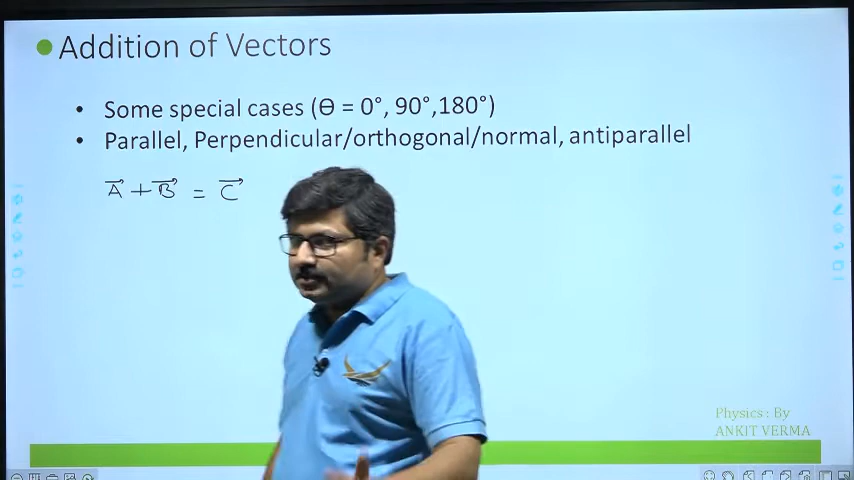 Addition of Vectors
• Some special cases (Ɵ = 0°, 90°,180°)
• Parallel, Perpendicular/orthogonal/normal, antiparallel
A⃗ + B⃗ = C⃗
Physics : By
ANKIT VERMA